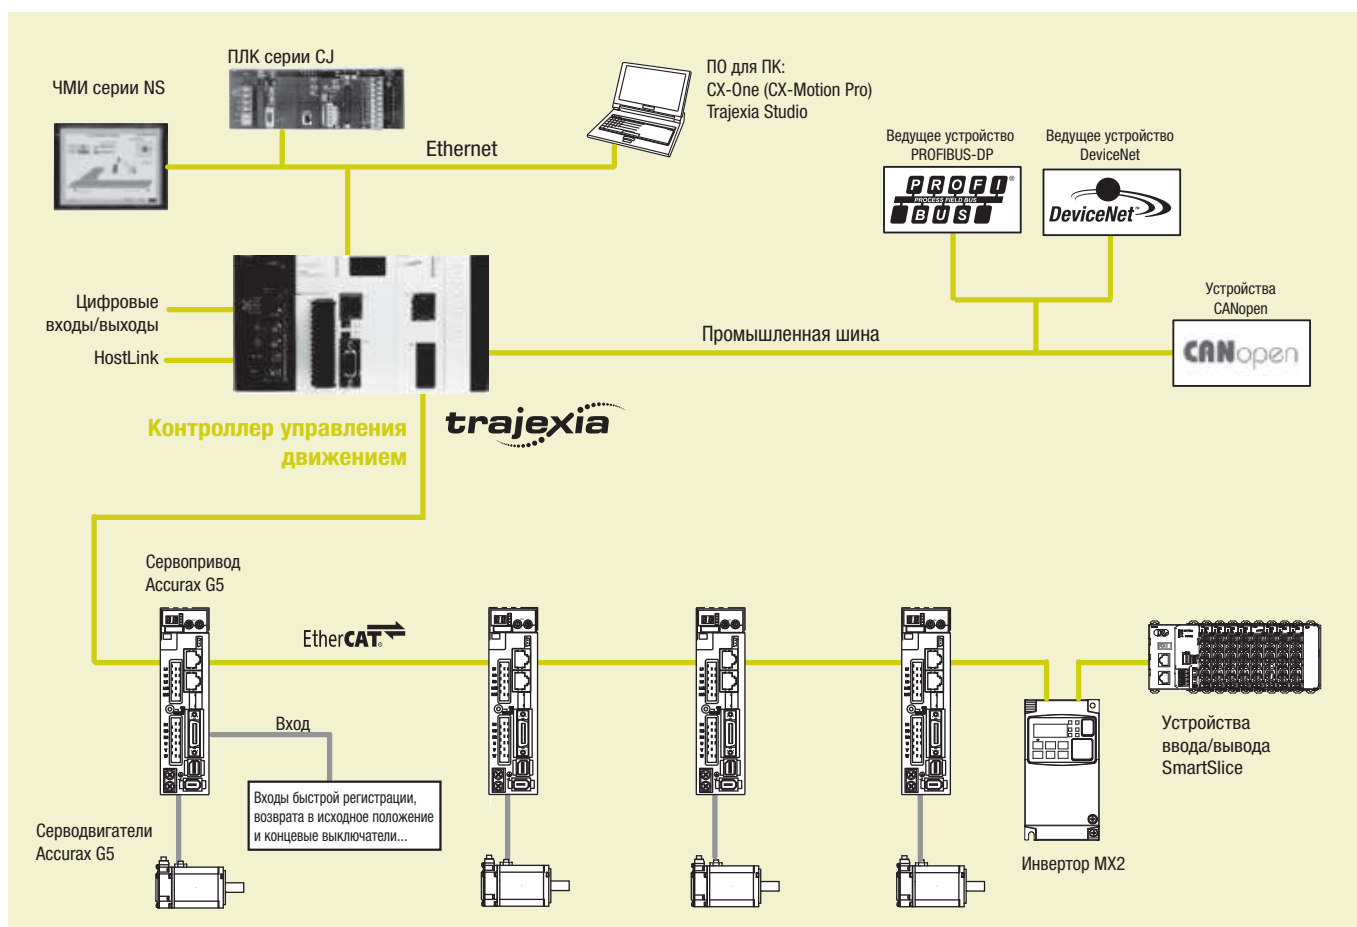 ПЛК серии CJ
ЧМИ серии NS
ПО для ПК:
CX-One (CX-Motion Pro)
Trajexia Studio
Ethernet
Ведущее устройство
PROFIBUS-DP
Ведущее устройство
DeviceNet
PROFI®
PROCESS FIELD BUS
BUS
DeviceNet™
Цифровые
входы/выходы
HostLink
Промышленная шина
Устройства
CANopen
CANopen
Контроллер управления
движением
trajexia
Сервопривод
Accurax G5
EtherCAT®
Вход
Входы быстрой регистрации,
возврата в исходное положение
и концевые выключатели...
Серводвигатели
Accurax G5
Инвертор MX2
Устройства
ввода/вывода
SmartSlice